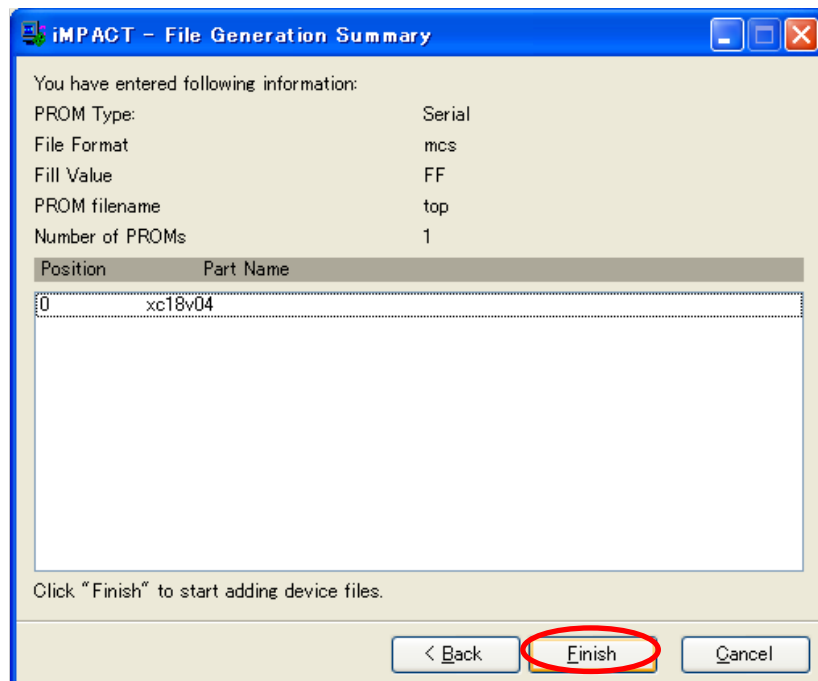 iMPACT - File Generation Summary
You have entered following information:
PROM Type: Serial
File Format mcs
Fill Value FF
PROM filename top
Number of PROMs 1
Position Part Name
0 xc18v04
Click "Finish" to start adding device files.
< Back Finish Cancel